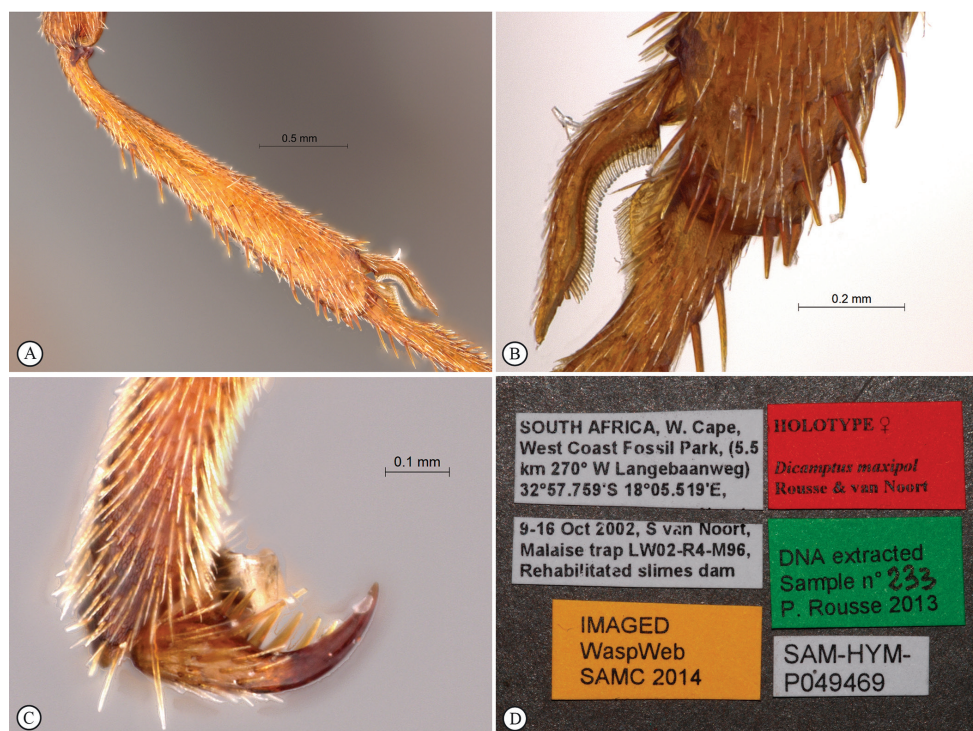 0.5 mm
A
0.2 mm
B
0.1 mm
C
SOUTH AFRICA, W. Cape,
West Coast Fossil Park, (5.5
km 270° W Langebaanweg)
32°57.759'S 18°05.519'E,
9-16 Oct 2002, S van Noort,
Malaise trap LW02-R4-M96,
Rehabilitated slimes dam
IMAGED
WaspWeb
SAMC 2014
HOLOTYPE ♀
Dicamptus maxipol
Rousse & van Noort
DNA extracted
Sample n° 233
P. Rousse 2013
SAM-HYM-
P049469
D